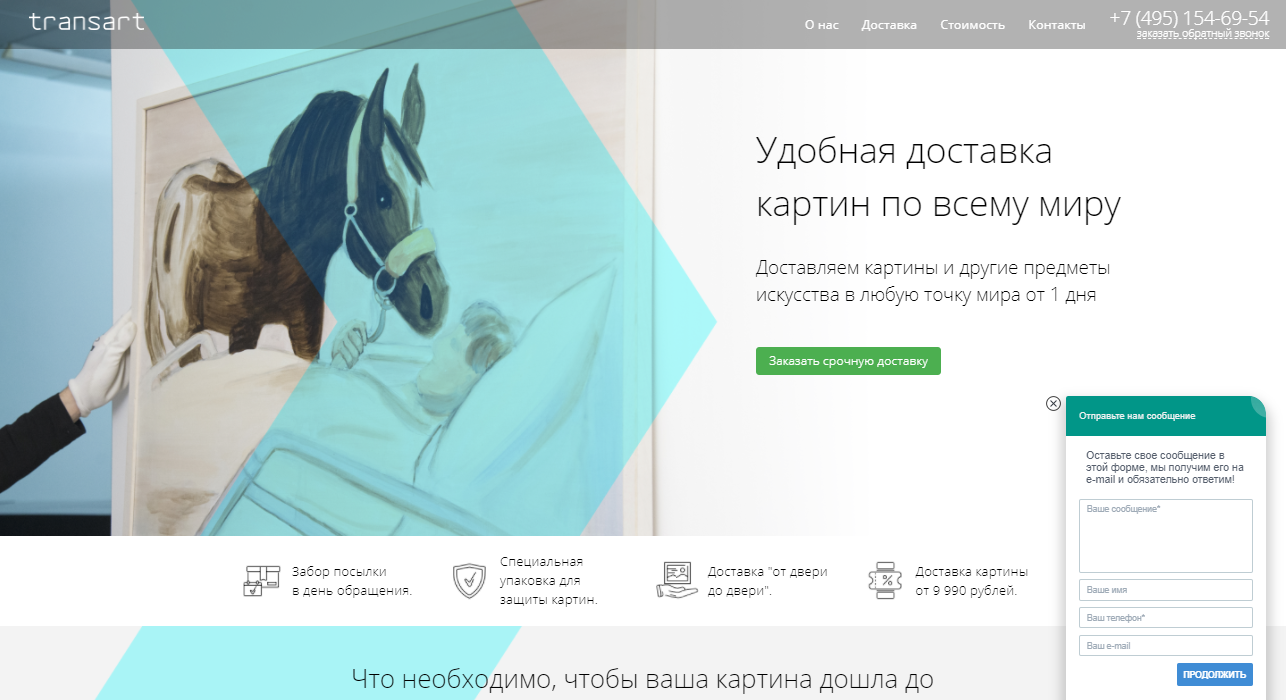 transart
О нас Доставка Стоимость Контакты
+7 (495) 154-69-54
заказать обратный звонок
Удобная доставка
картин по всему миру
Доставляем картины и другие предметы
искусства в любую точку мира от 1 дня
Заказать срочную доставку
Отправьте нам сообщение
Оставьте свое сообщение в
этой форме, мы получим его на
e-mail и обязательно ответим!
Ваше сообщение*
Ваше имя
Ваш телефон*
Ваш e-mail
ПРОДОЛЖИТЬ
Забор посылки
в день обращения.
Специальная
упаковка для
защиты картин.
Доставка "от двери
до двери".
%
Доставка картины
от 9 990 рублей.
Что необходимо, чтобы ваша картина дошла до